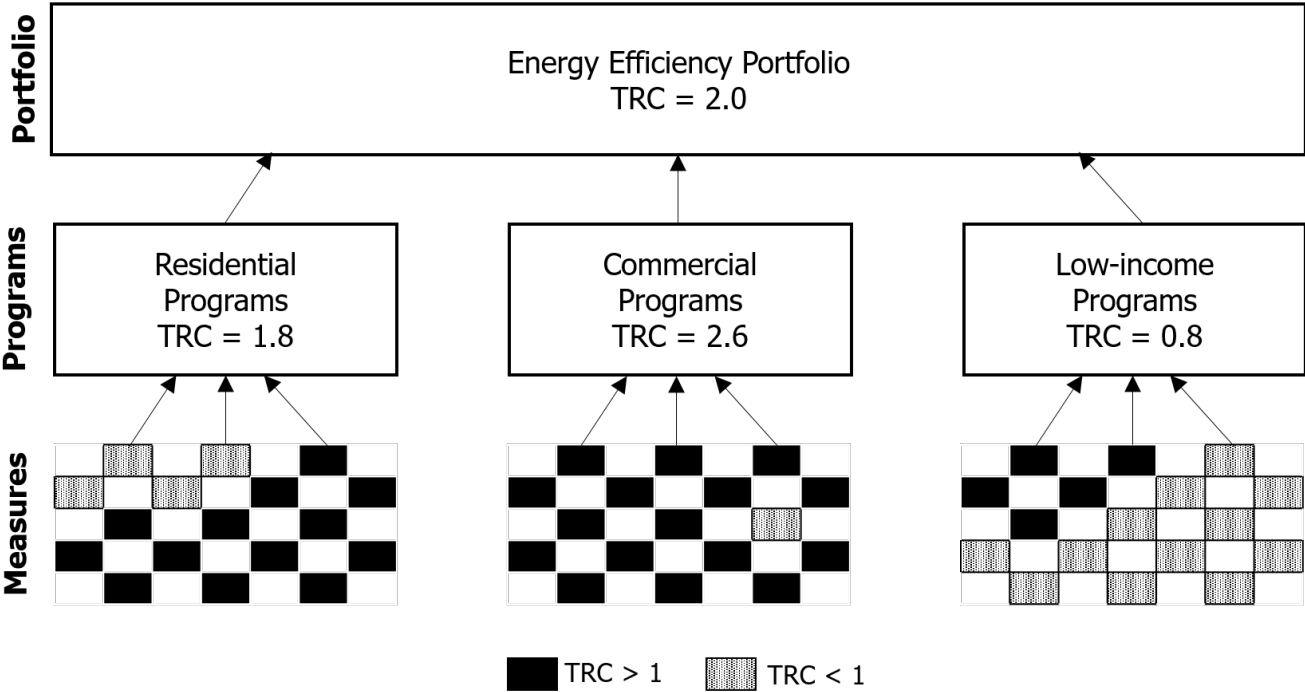 Portfolio
Energy Efficiency Portfolio
TRC = 2.0
Programs
Residential
Programs
TRC = 1.8
Commercial
Programs
TRC = 2.6
Low-income
Programs
TRC = 0.8
Measures
TRC > 1
TRC < 1